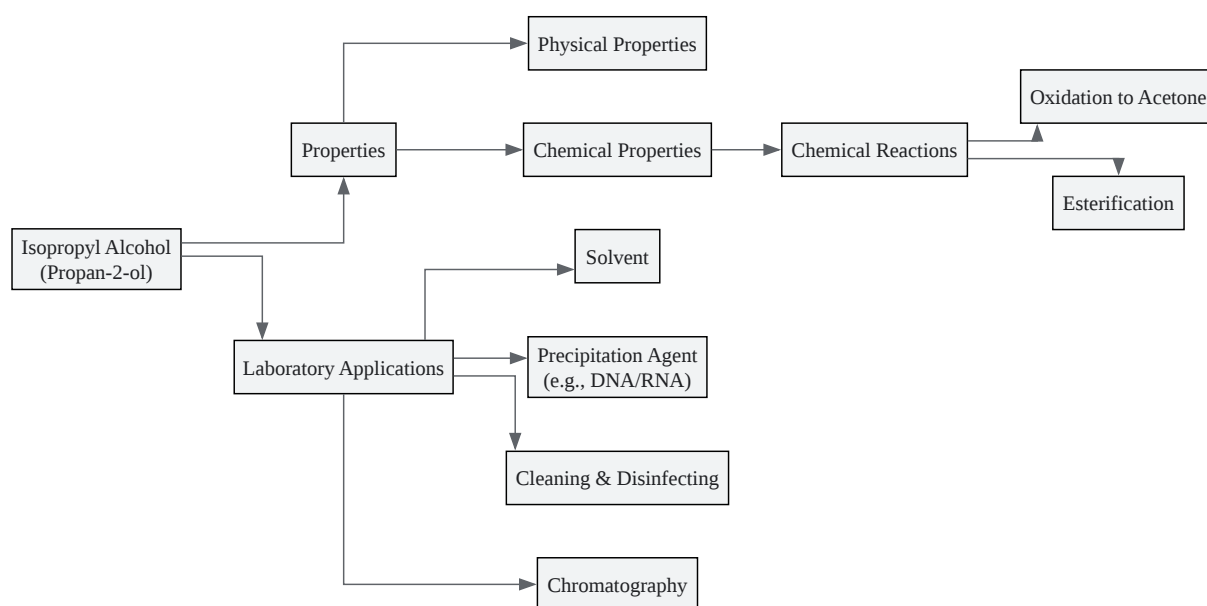 Physical Properties
Oxidation to Acetone
Properties
Chemical Properties
Chemical Reactions
Esterification
Isopropyl Alcohol
(Propan-2-ol)
Solvent
Laboratory Applications
Precipitation Agent
(e.g., DNA/RNA)
Cleaning & Disinfecting
Chromatography